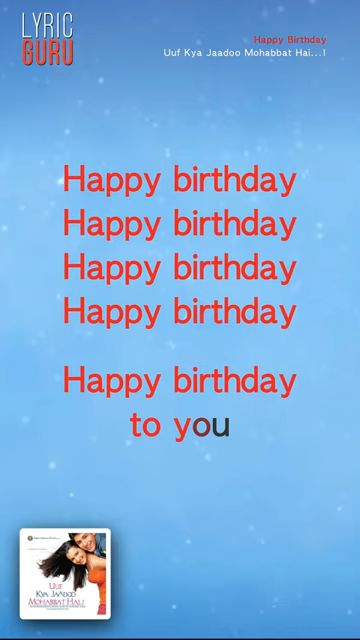 LYRIC
GURU
Happy Birthday
Uuf Kya Jaadoo Mohabbat Hai...!
Happy birthday
Happy birthday
Happy birthday
Happy birthday
Happy birthday
to you
Uuf
Kya Jaadoo
Mohabbat Hai